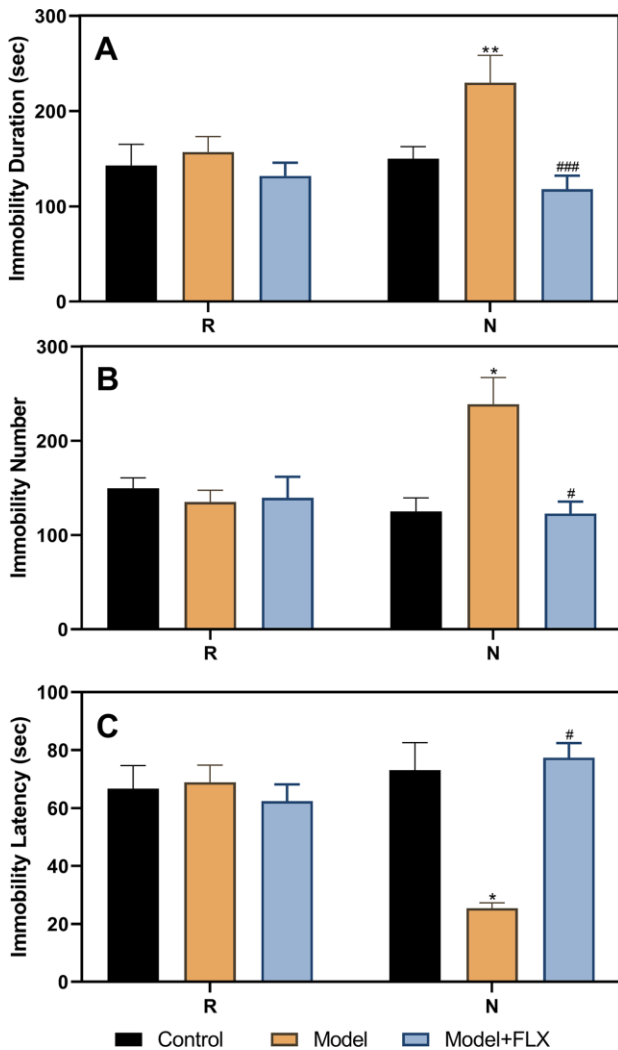 A
Immobility Duration (sec)
300
200
100
0
**
###
R N
B
Immobility Number
300
200
100
0
*
#
R N
C
Immobility Latency (sec)
100
80
60
40
20
0
#
*
R N
Control Model Model+FLX